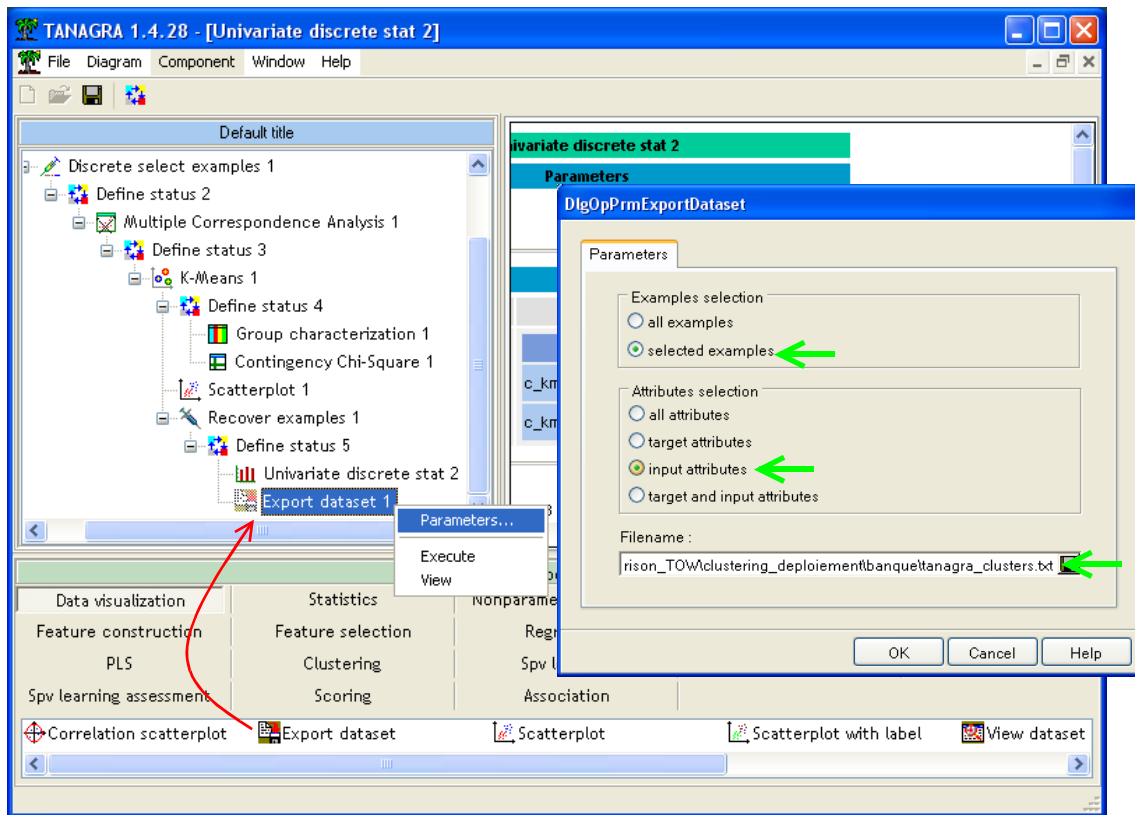 TANAGRA 1.4.28 - [Univariate discrete stat 2]
File Diagram Component Window Help
Default title
Discrete select examples 1
Define status 2
Multiple Correspondence Analysis 1
Define status 3
K-Means 1
Define status 4
Group characterization 1
Contingency Chi-Square 1
Scatterplot 1
Recover examples 1
Define status 5
Univariate discrete stat 2
Export dataset 1
ivariate discrete stat 2
Parameters
c_km
c_km
Parameters...
Execute
View
DlgOpPrmExportDataset
Parameters
Examples selection
all examples
selected examples
Attributes selection
all attributes
target attributes
input attributes
target and input attributes
Filename :
rison_TOW\clustering_deploiement\banque\tanagra_clusters.txt
OK Cancel Help
Data visualization Statistics Nonparame
Feature construction Feature selection Regr
PLS Clustering Spv l
Spv learning assessment Scoring Association
Correlation scatterplot Export dataset Scatterplot Scatterplot with label View dataset